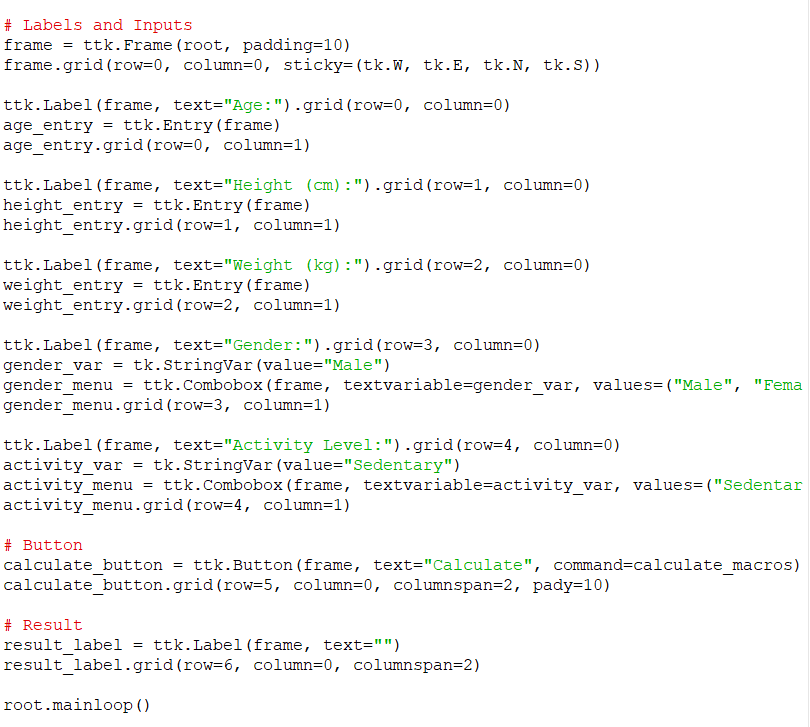 # Labels and Inputs
frame = ttk.Frame(root, padding=10)
frame.grid(row=0, column=0, sticky=(tk.W, tk.E, tk.N, tk.S))

ttk.Label(frame, text="Age:").grid(row=0, column=0)
age_entry = ttk.Entry(frame)
age_entry.grid(row=0, column=1)

ttk.Label(frame, text="Height (cm):").grid(row=1, column=0)
height_entry = ttk.Entry(frame)
height_entry.grid(row=1, column=1)

ttk.Label(frame, text="Weight (kg):").grid(row=2, column=0)
weight_entry = ttk.Entry(frame)
weight_entry.grid(row=2, column=1)

ttk.Label(frame, text="Gender:").grid(row=3, column=0)
gender_var = tk.StringVar(value="Male")
gender_menu = ttk.Combobox(frame, textvariable=gender_var, values=("Male", "Fema
gender_menu.grid(row=3, column=1)

ttk.Label(frame, text="Activity Level:").grid(row=4, column=0)
activity_var = tk.StringVar(value="Sedentary")
activity_menu = ttk.Combobox(frame, textvariable=activity_var, values=("Sedentar
activity_menu.grid(row=4, column=1)

# Button
calculate_button = ttk.Button(frame, text="Calculate", command=calculate_macros)
calculate_button.grid(row=5, column=0, columnspan=2, pady=10)

# Result
result_label = ttk.Label(frame, text="")
result_label.grid(row=6, column=0, columnspan=2)

root.mainloop()